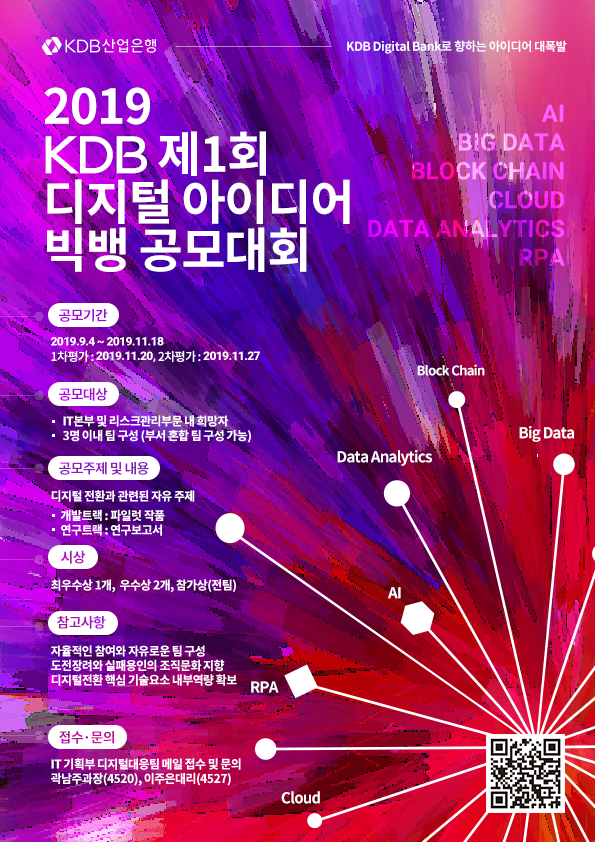 KDB산업은행
KDB Digital Bank로 향하는 아이디어 대폭발
2019
KDB 제1회
디지털 아이디어
빅뱅 공모대회
AI
BIG DATA
BLOCK CHAIN
CLOUD
DATA ANALYTICS
RPA
공모기간
2019.9.4 ~ 2019.11.18
1차평가 : 2019.11.20, 2차평가 : 2019.11.27
공모대상
▪ IT본부 및 리스크관리부문 내 희망자
▪ 3명 이내 팀 구성 (부서 혼합 팀 구성 가능)
공모주제 및 내용
디지털 전환과 관련된 자유 주제
▪ 개발트랙 : 파일럿 작품
▪ 연구트랙 : 연구보고서
시상
최우수상 1개, 우수상 2개, 참가상(전팀)
참고사항
자율적인 참여와 자유로운 팀 구성
도전장려와 실패용인의 조직문화 지향
디지털전환 핵심 기술요소 내부역량 확보
접수 · 문의
IT 기획부 디지털대응팀 메일 접수 및 문의
곽남주과장(4520), 이주은대리(4527)
Block Chain
Big Data
Data Analytics
AI
RPA
Cloud